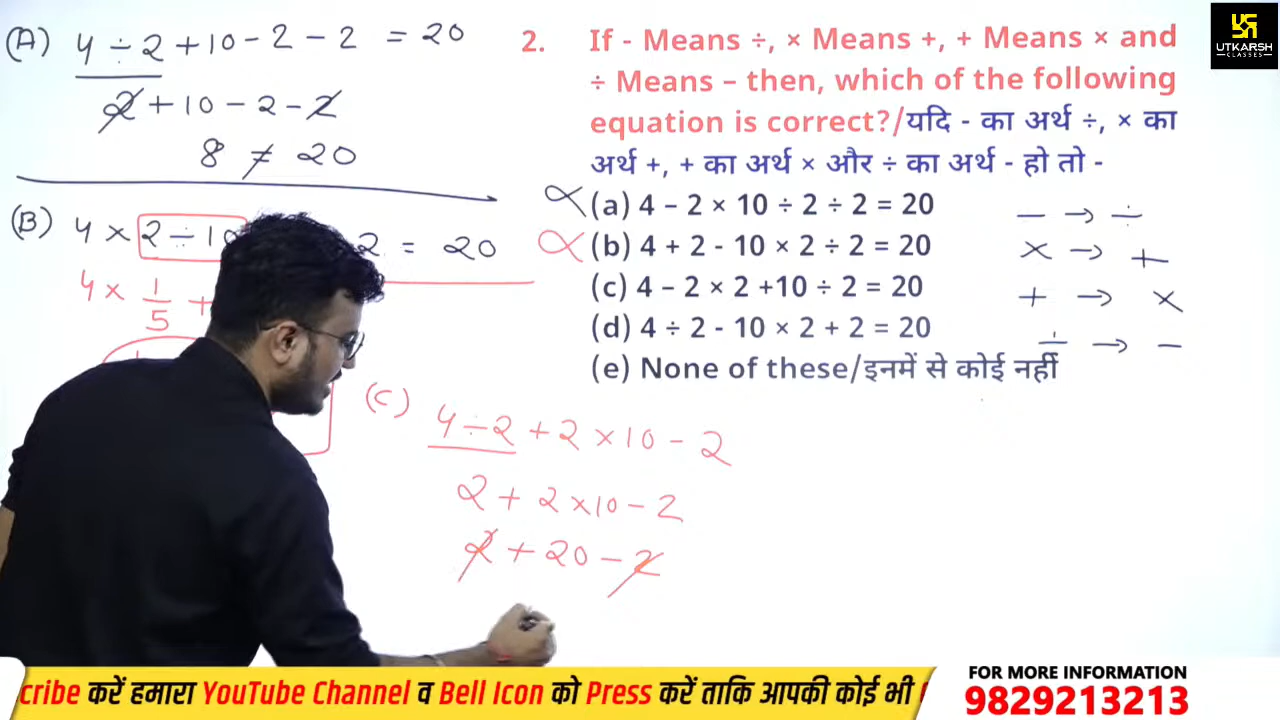 (A) 4 ÷ 2 + 10 - 2 - 2 = 20
2 + 10 - 2 - 2
8 ≠ 20
(B) 4 × 2 ÷ 10 2 = 20
4 × 1/5 +
(C) 4 ÷ 2 + 2 × 10 - 2
2 + 2 × 10 - 2
2 + 20 - 2
2. If - Means ÷, × Means +, + Means × and
÷ Means – then, which of the following
equation is correct?/यदि - का अर्थ ÷, × का
अर्थ +, + का अर्थ × और ÷ का अर्थ - हो तो -
(a) 4 – 2 × 10 ÷ 2 ÷ 2 = 20
(b) 4 + 2 - 10 × 2 ÷ 2 = 20
(c) 4 – 2 × 2 +10 ÷ 2 = 20
(d) 4 ÷ 2 - 10 × 2 + 2 = 20
(e) None of these/इनमें से कोई नहीं
- → ÷
× → +
+ → ×
÷ → -
UTKARSH
CLASSES
cribe करें हमारा YouTube Channel व Bell Icon को Press करें ताकि आपकी कोई भी
FOR MORE INFORMATION
9829213213